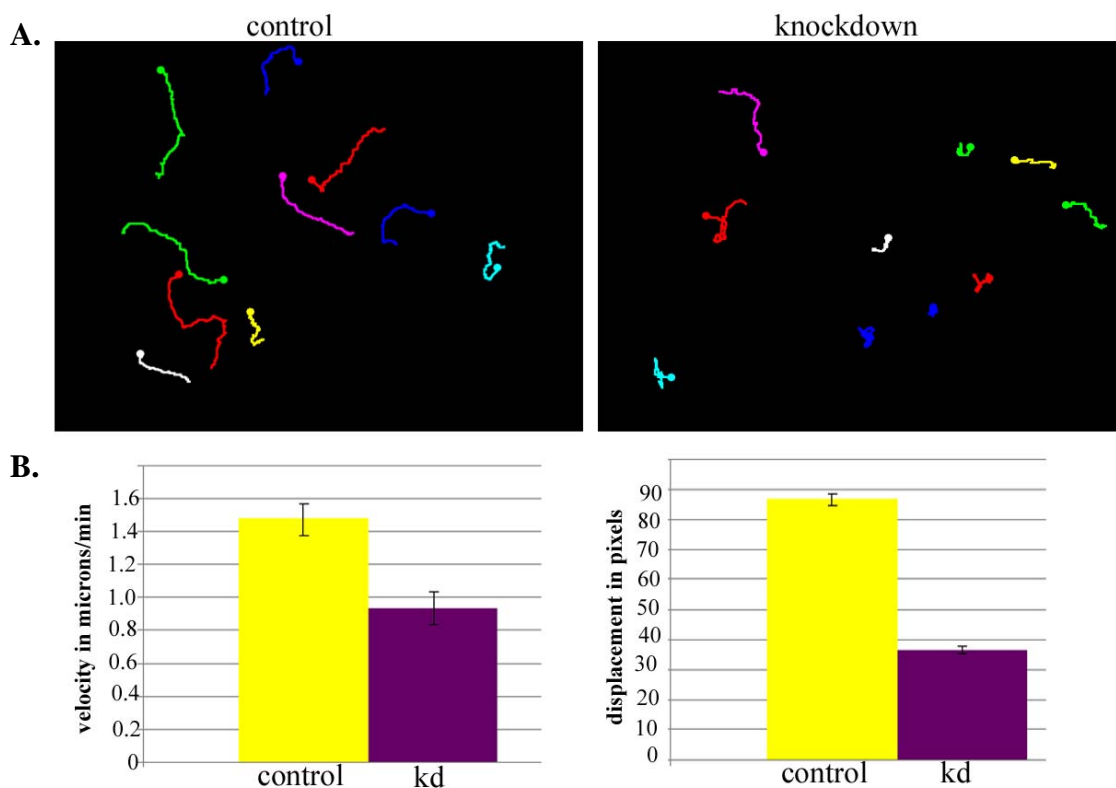 A.
control
knockdown
B.
velocity in microns/min
1.6
1.4
1.2
1.0
0.8
0.6
0.4
0.2
0
control
kd
displacement in pixels
90
80
70
60
50
40
30
20
10
0
control
kd